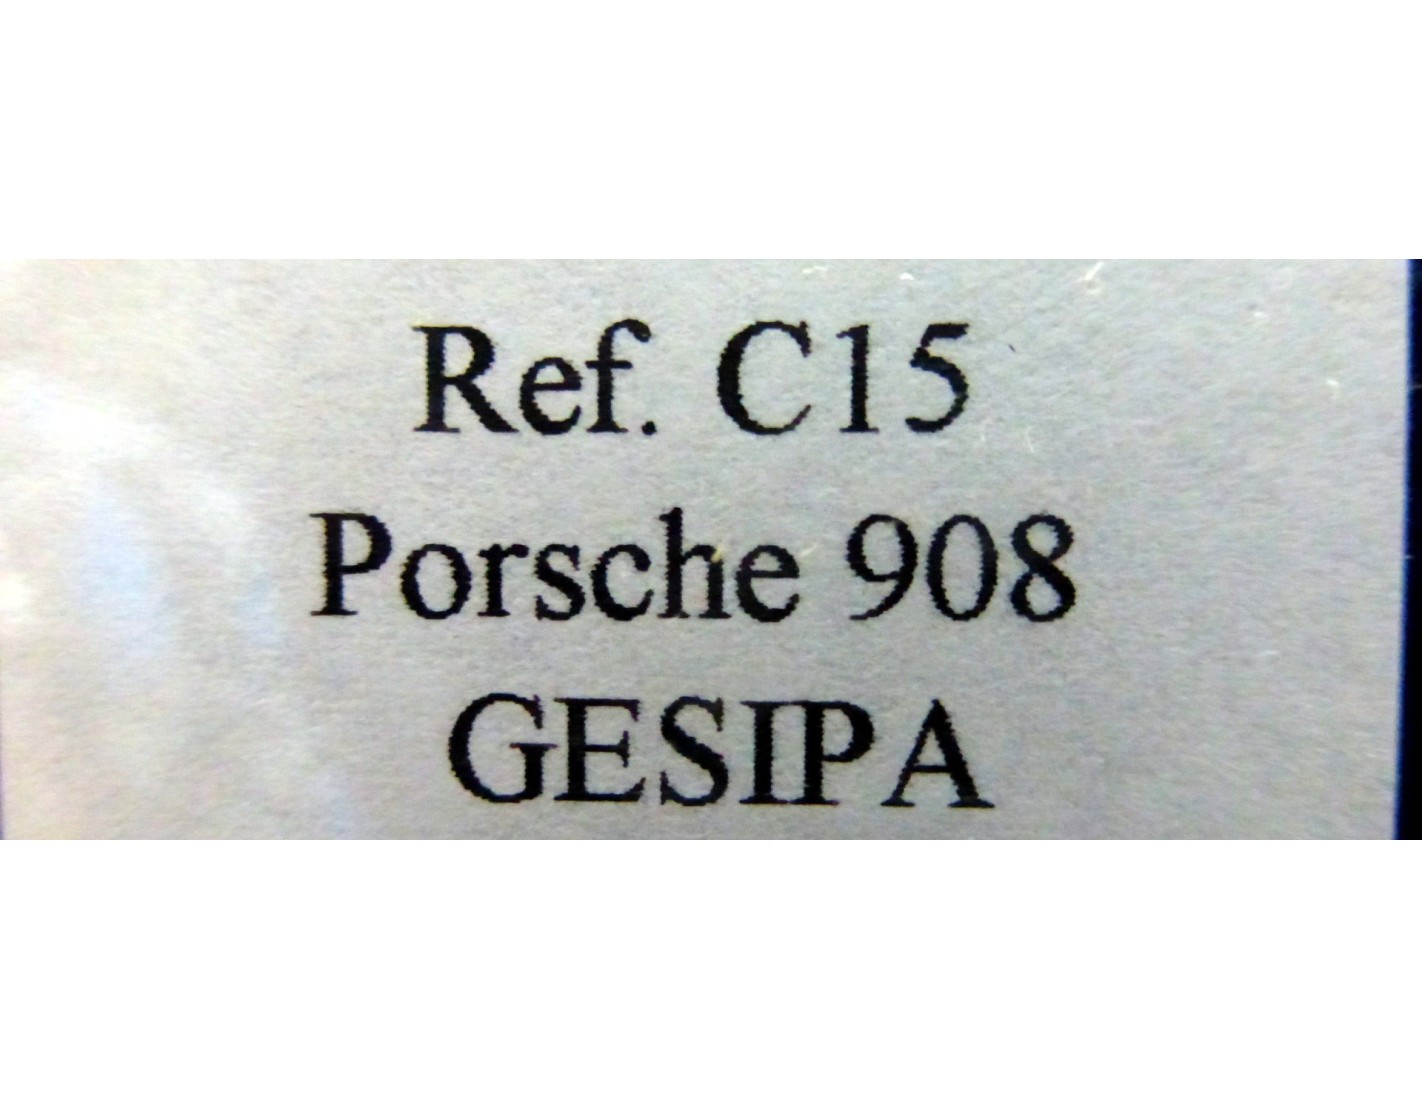 Ref. C15
Porsche 908
GESIPA